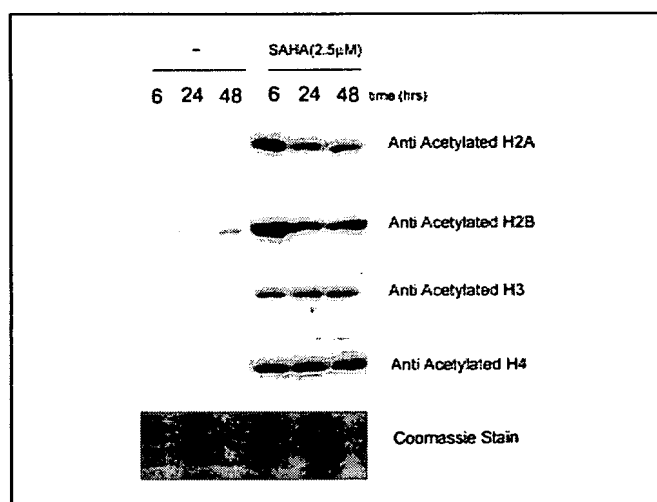 - SAHA(2.5μM)
6 24 48 6 24 48 time (hrs)
Anti Acetylated H2A
Anti Acetylated H2B
Anti Acetylated H3
Anti Acetylated H4
Coomassie Stain